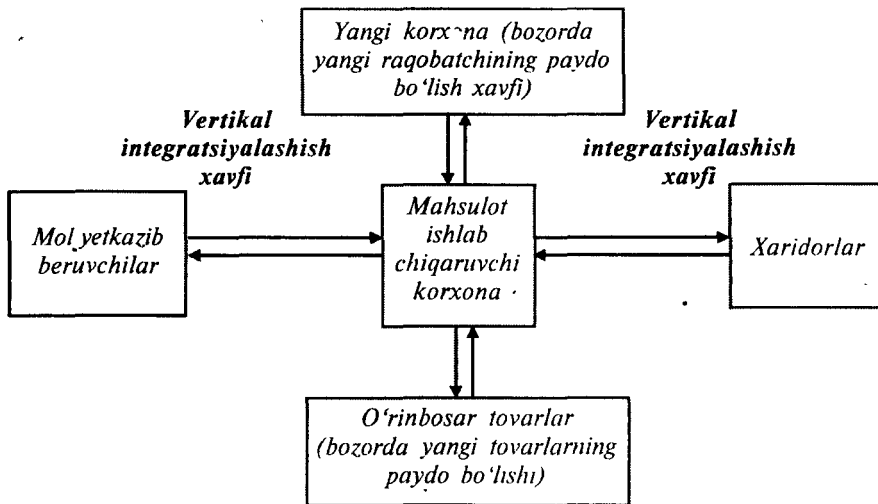 Yangi korxona (bozorda
yangi raqobatchining paydo
bo‘lish xavfi)
Vertikal
integratsiyalashish
xavfi
Vertikal
integratsiyalashish
xavfi
Mol yetkazib
beruvchilar
Mahsulot
ishlab
chiqaruvchi
korxona
Xaridorlar
O‘rinbosar tovarlar
(bozorda yangi tovarlarning
paydo bo‘lishi)